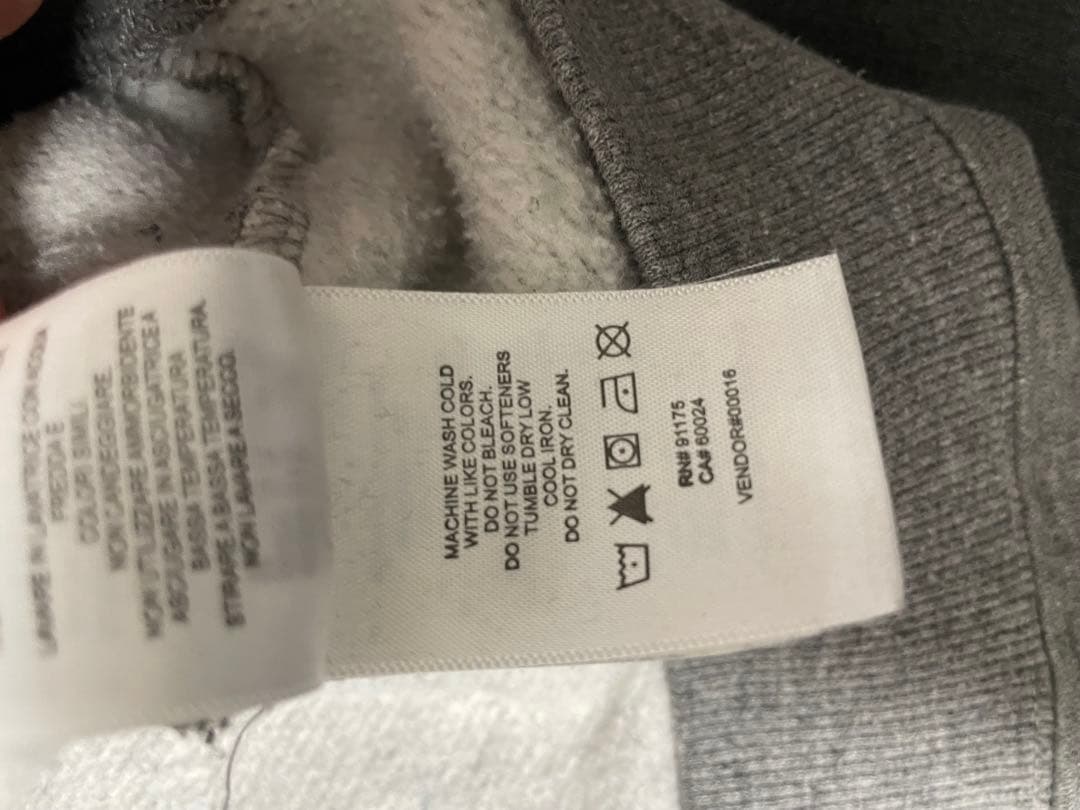 LAVARE IN LAVATRICE CON ACQUA
FREDDA E
COLORI SIMILI.
NON CANDEGGIARE.
NON UTILIZZARE AMMORBIDENTE
ASCIUGARE IN ASCIUGATRICE A
BASSA TEMPERATURA
STIRARE A BASSA TEMPERATURA.
NON LAVARE A SECCO.
MACHINE WASH COLD
WITH LIKE COLORS.
DO NOT BLEACH.
DO NOT USE SOFTENERS
TUMBLE DRY LOW
COOL IRON.
DO NOT DRY CLEAN.
RN# 91175
CA# 60024
VENDOR#00016